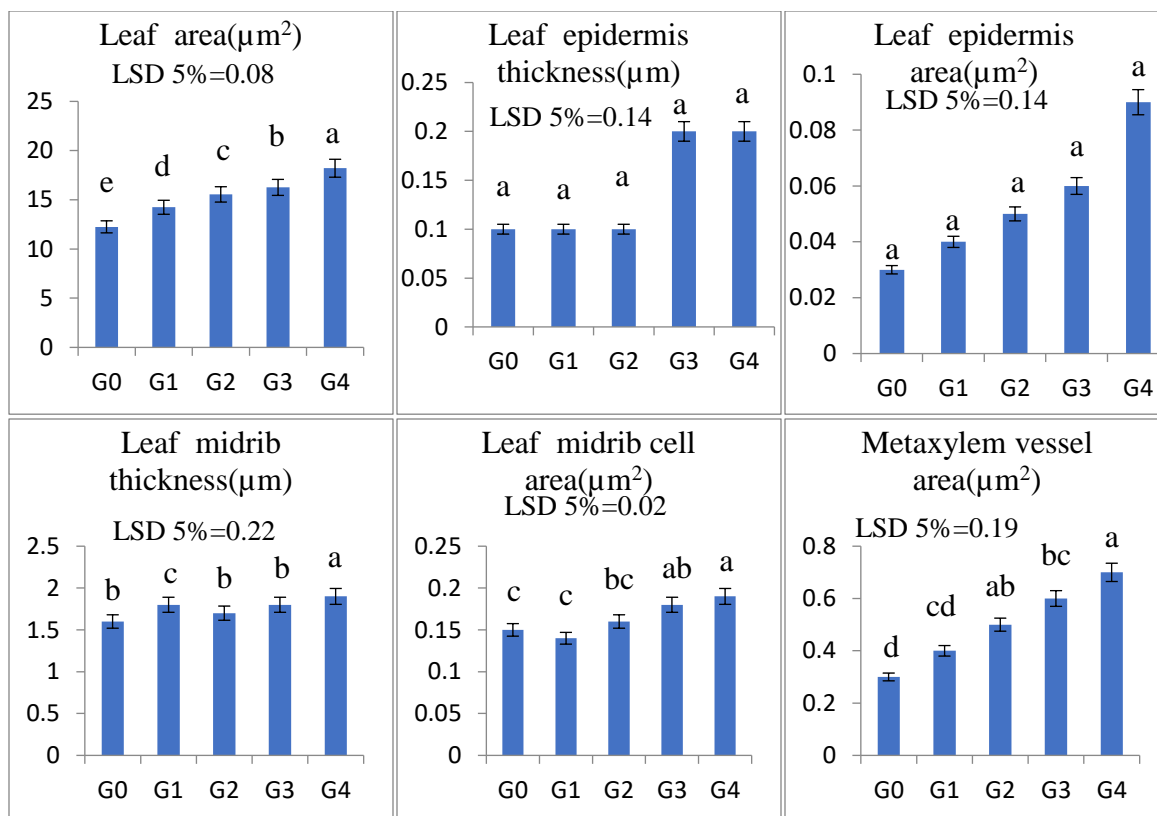 Leaf area(µm²)
LSD 5%=0.08
25
20
15
10
5
0
e
d
c
b
a
G0 G1 G2 G3 G4
Leaf epidermis
thickness(µm)
LSD 5%=0.14
0.25
0.2
0.15
0.1
0.05
0
a
a
a
a
a
G0 G1 G2 G3 G4
Leaf epidermis
area(µm²)
LSD 5%=0.14
0.1
0.08
0.06
0.04
0.02
0
a
a
a
a
a
G0 G1 G2 G3 G4
Leaf midrib
thickness(µm)
LSD 5%=0.22
2.5
2
1.5
1
0.5
0
b
c
b
b
a
G0 G1 G2 G3 G4
Leaf midrib cell
area(µm²)
LSD 5%=0.02
0.25
0.2
0.15
0.1
0.05
0
c
c
bc
ab
a
G0 G1 G2 G3 G4
Metaxylem vessel
area(µm²)
LSD 5%=0.19
0.8
0.6
0.4
0.2
0
d
cd
ab
bc
a
G0 G1 G2 G3 G4